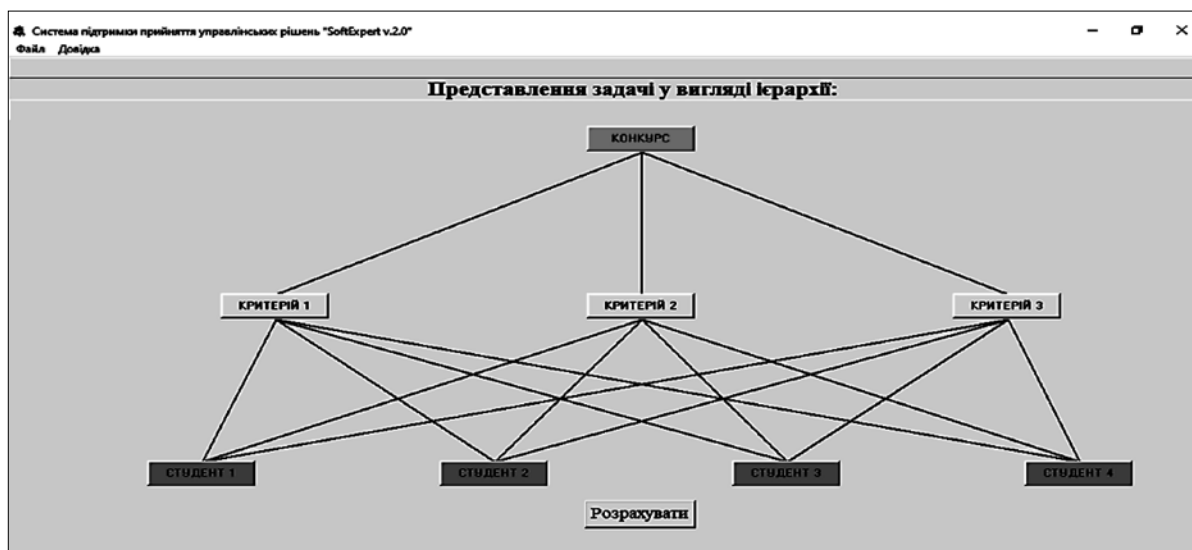 Система підтримки прийняття управлінських рішень "SoftExpert v.2.0"
Файл Довідка
Представлення задачі у вигляді ієрархії:
КОНКУРС
КРИТЕРІЙ 1 КРИТЕРІЙ 2 КРИТЕРІЙ 3
СТУДЕНТ 1 СТУДЕНТ 2 СТУДЕНТ 3 СТУДЕНТ 4
Розрахувати